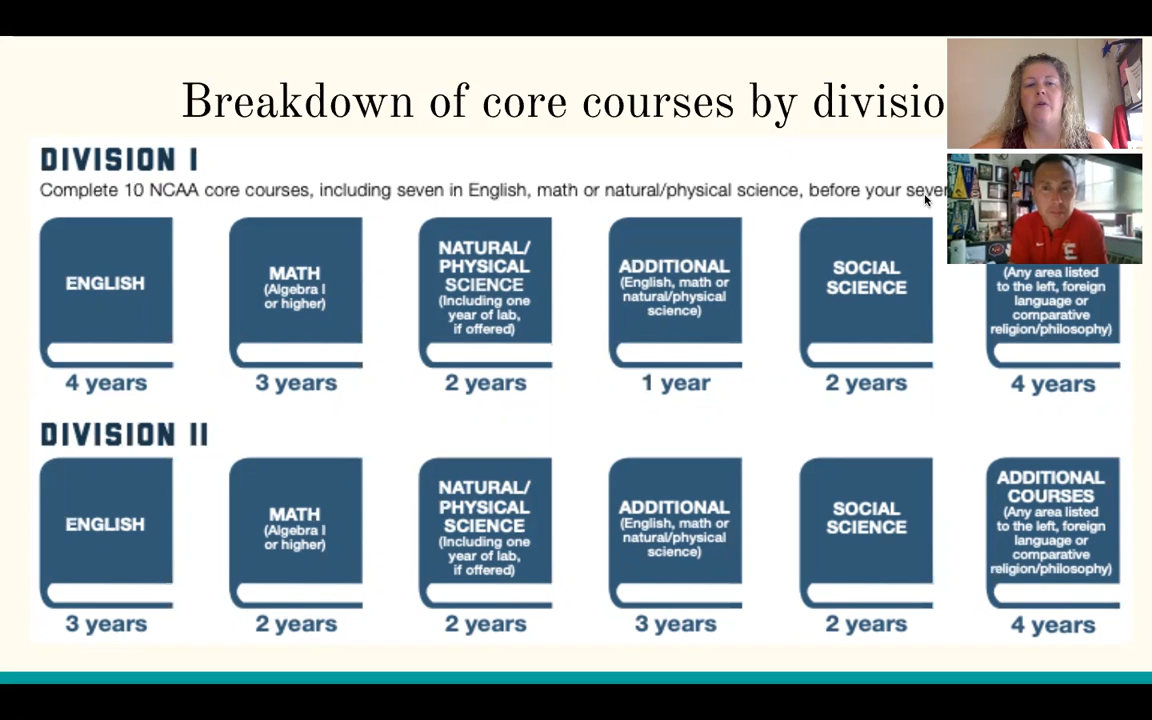 Breakdown of core courses by divisio
DIVISION I
Complete 10 NCAA core courses, including seven in English, math or natural/physical science, before your seven
ENGLISH
4 years
MATH
(Algebra I
or higher)
3 years
NATURAL/
PHYSICAL
SCIENCE
(Including one
year of lab,
if offered)
2 years
ADDITIONAL
(English, math or
natural/physical
science)
1 year
SOCIAL
SCIENCE
2 years
(Any area listed
to the left, foreign
language or
comparative
religion/philosophy)
4 years
DIVISION II
ENGLISH
3 years
MATH
(Algebra I
or higher)
2 years
NATURAL/
PHYSICAL
SCIENCE
(Including one
year of lab,
if offered)
2 years
ADDITIONAL
(English, math or
natural/physical
science)
3 years
SOCIAL
SCIENCE
2 years
ADDITIONAL
COURSES
(Any area listed
to the left, foreign
language or
comparative
religion/philosophy)
4 years